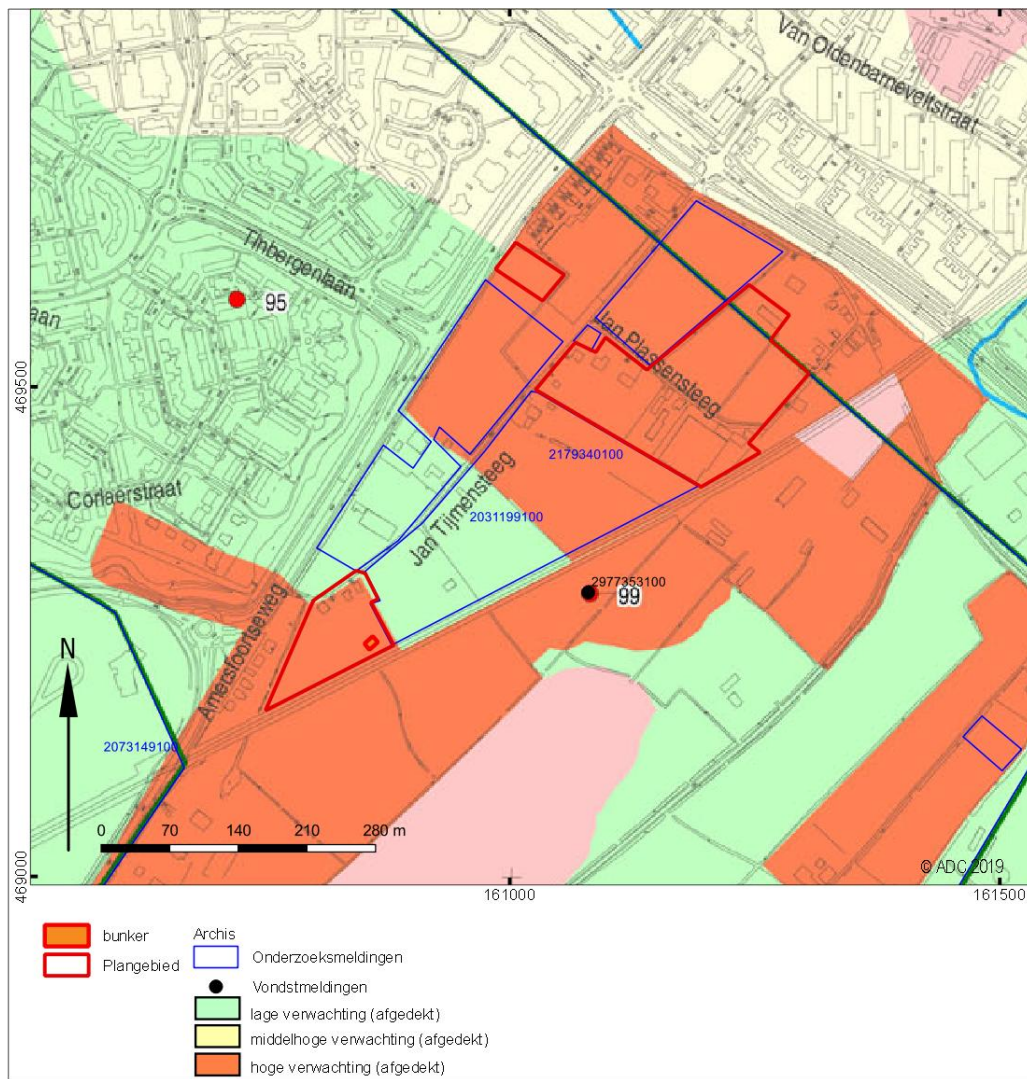 Van Oldenbarneveltstraat
Tinbergenlaan
95
aan
Jan Plassensteeg
469500
2179340100
Jan Tijmensteeg
2031199100
Corlaerstraat
2977353100
99
Amersfoortseweg
N
2073149100
0 70 140 210 280 m
© ADC 2019
469000
161000
161500
bunker
Plangebied
Archis
Onderzoeksmeldingen
Vondstmeldingen
lage verwachting (afgedekt)
middelhoge verwachting (afgedekt)
hoge verwachting (afgedekt)